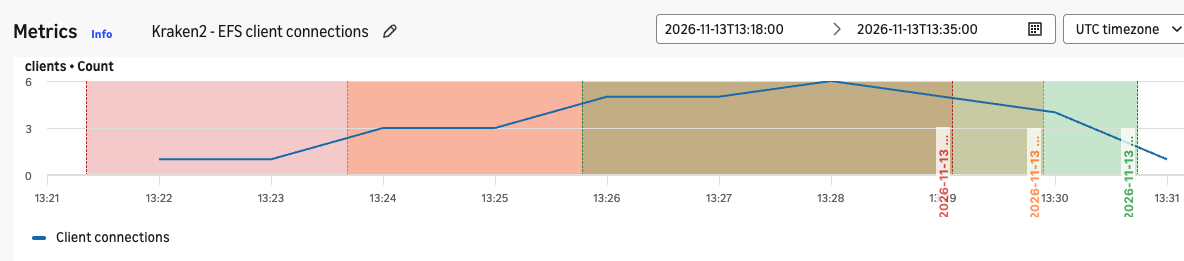 Metrics Info Kraken2 - EFS client connections 2026-11-13T13:18:00 2026-11-13T13:35:00 UTC timezone
clients • Count
6
3
0
2026-11-13 ...
2026-11-13 ...
2026-11-13 ...
13:21 13:22 13:23 13:24 13:25 13:26 13:27 13:28 13:29 13:30 13:31
Client connections